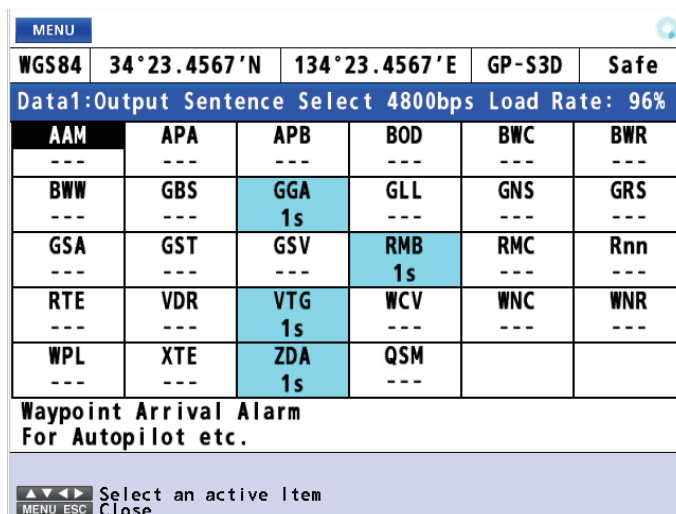 MENU
WGS84 34°23.4567'N 134°23.4567'E GP-S3D Safe
Data1:Output Sentence Select 4800bps Load Rate: 96%
AAM APA APB BOD BWC BWR
--- --- --- --- --- ---
BWW GBS GGA GLL GNS GRS
--- --- 1s --- --- ---
GSA GST GSV RMB RMC Rnn
--- --- --- 1s --- ---
RTE VDR VTG WCV WNC WNR
--- --- 1s --- --- ---
WPL XTE ZDA QSM
--- --- 1s ---
Waypoint Arrival Alarm
For Autopilot etc.
▲▼◀▶ Select an active Item
MENU ESC Close